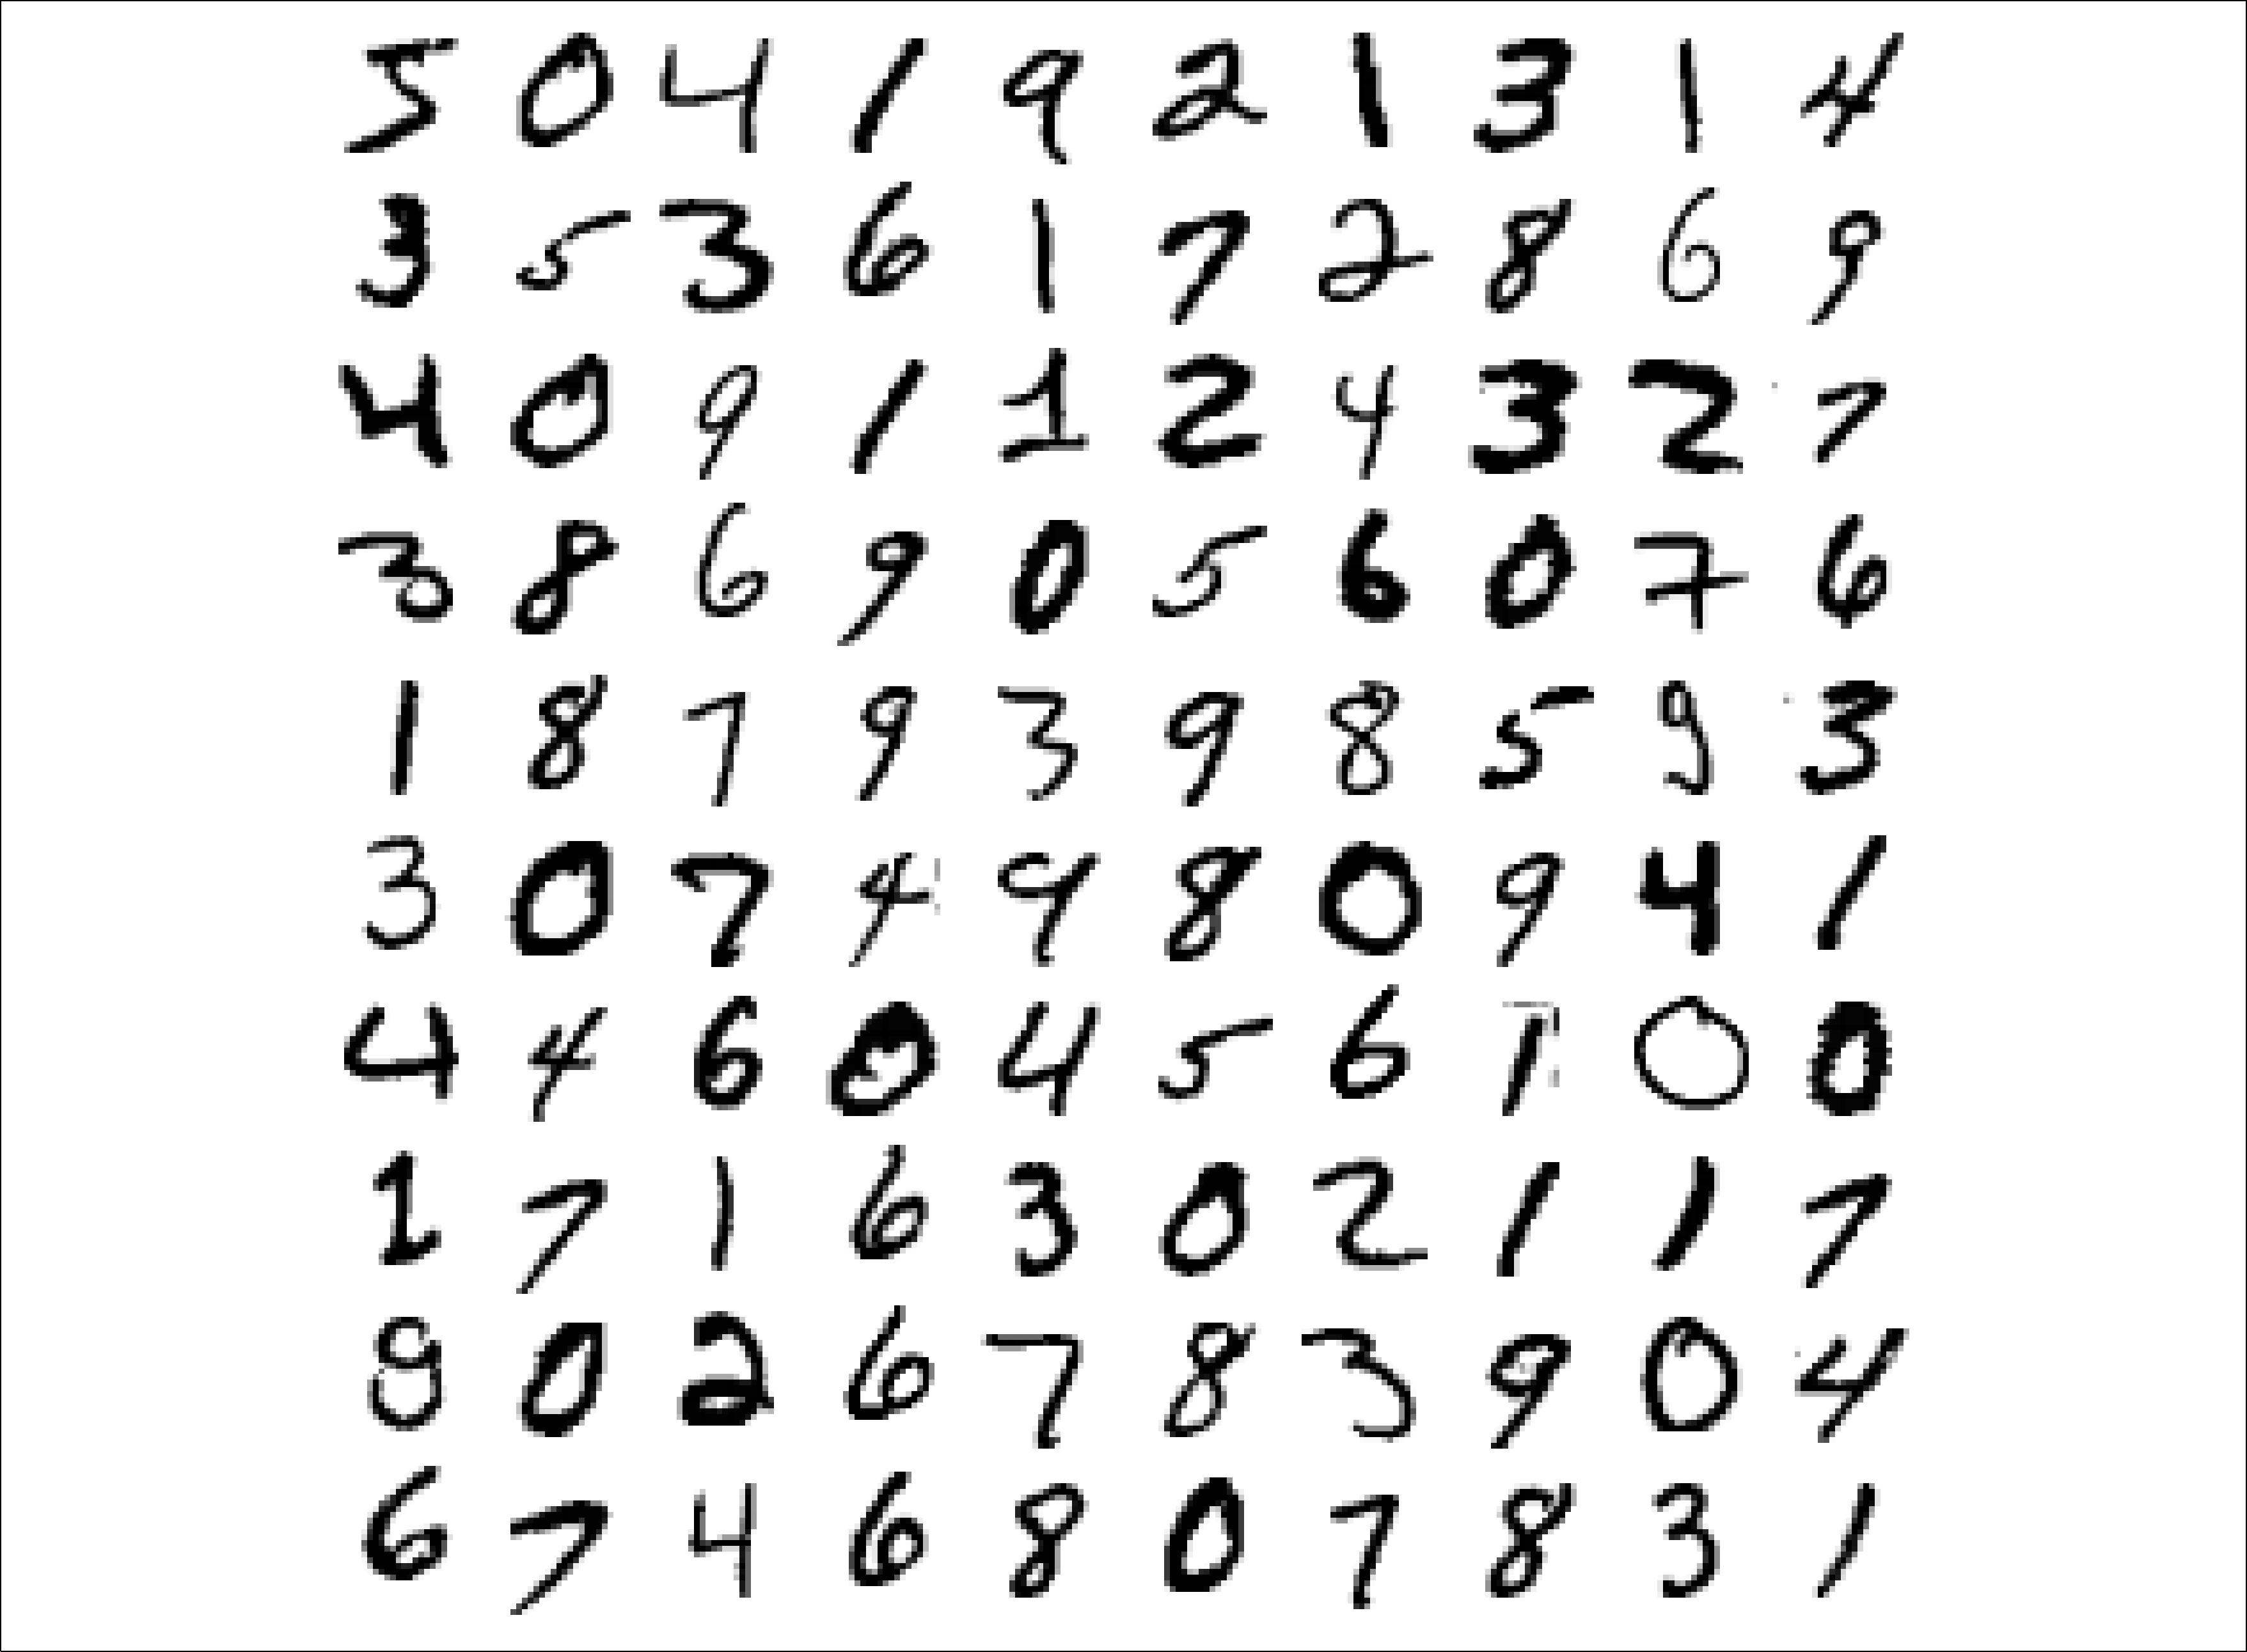 5 0 4 1 9 2 1 3 1 4
3 5 3 6 1 7 2 8 6 9
4 0 9 1 1 2 4 3 2 7
3 8 6 9 0 5 6 0 7 6
1 8 7 9 3 9 8 5 9 3
3 0 7 4 9 8 0 9 4 1
4 4 6 0 4 5 6 1 0 0
1 7 1 6 3 0 2 1 1 7
8 0 2 6 7 8 3 9 0 4
6 7 4 6 8 0 7 8 3 1